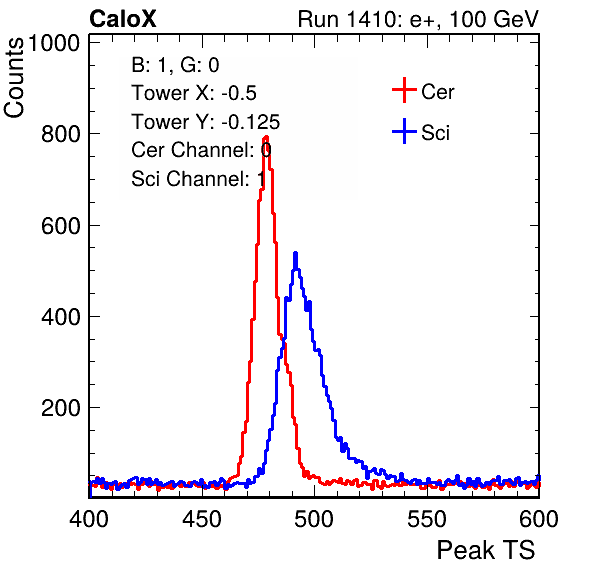 CaloX Run 1410: e+, 100 GeV
Counts
1000
800
600
400
200
B: 1, G: 0
Tower X: -0.5
Tower Y: -0.125
Cer Channel: 0
Sci Channel: 1
Cer
Sci
400 450 500 550 600
Peak TS